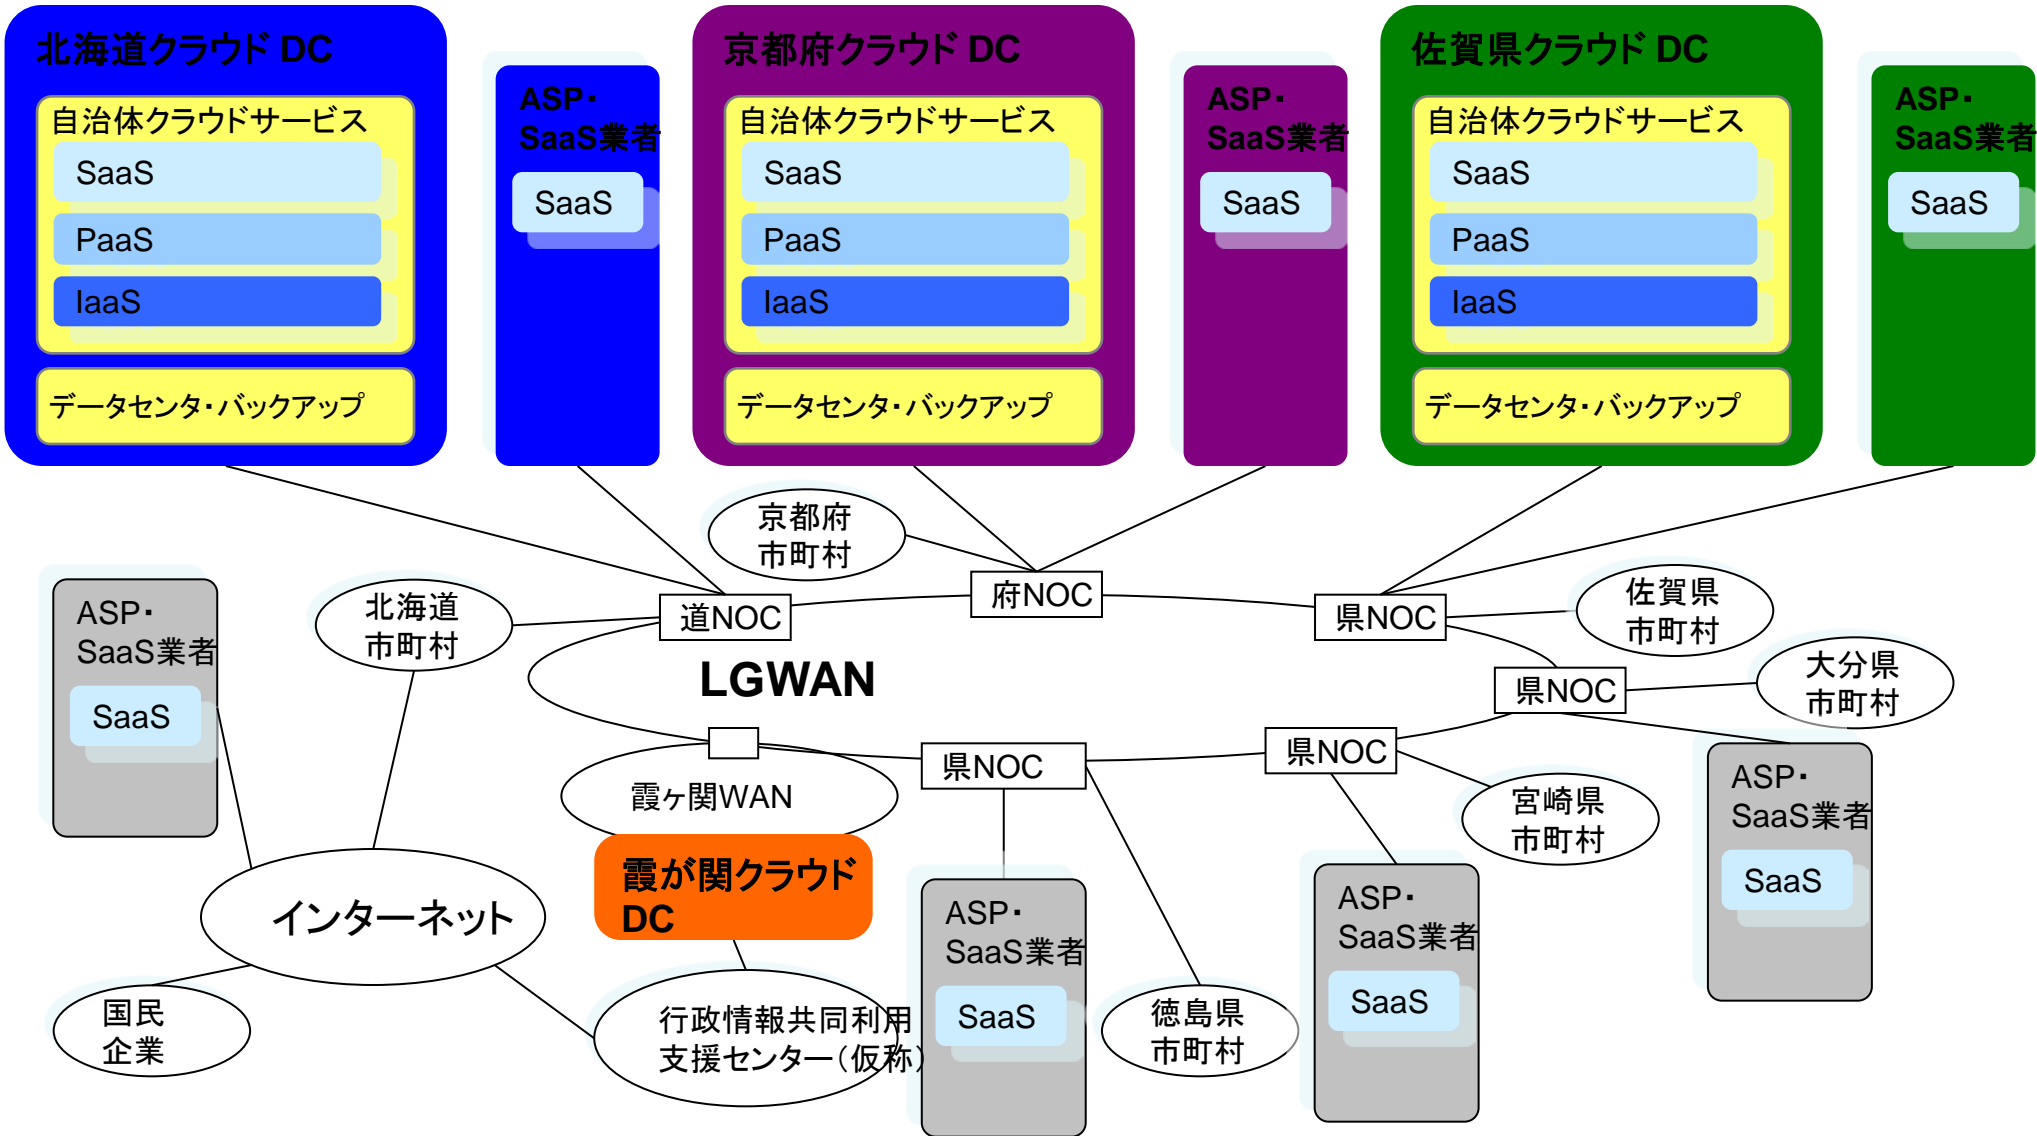 北海道クラウド DC
自治体クラウドサービス
SaaS
PaaS
IaaS
データセンタ・バックアップ
ASP・
SaaS業者
SaaS
京都府クラウド DC
自治体クラウドサービス
SaaS
PaaS
IaaS
データセンタ・バックアップ
ASP・
SaaS業者
SaaS
佐賀県クラウド DC
自治体クラウドサービス
SaaS
PaaS
IaaS
データセンタ・バックアップ
ASP・
SaaS業者
SaaS
京都府
市町村
府NOC
ASP・
SaaS業者
SaaS
北海道
市町村
道NOC
県NOC
佐賀県
市町村
LGWAN
県NOC
大分県
市町村
霞ヶ関WAN
県NOC
県NOC
宮崎県
市町村
ASP・
SaaS業者
SaaS
インターネット
霞が関クラウド
DC
ASP・
SaaS業者
SaaS
ASP・
SaaS業者
SaaS
国民
企業
行政情報共同利用
支援センター（仮称）
徳島県
市町村